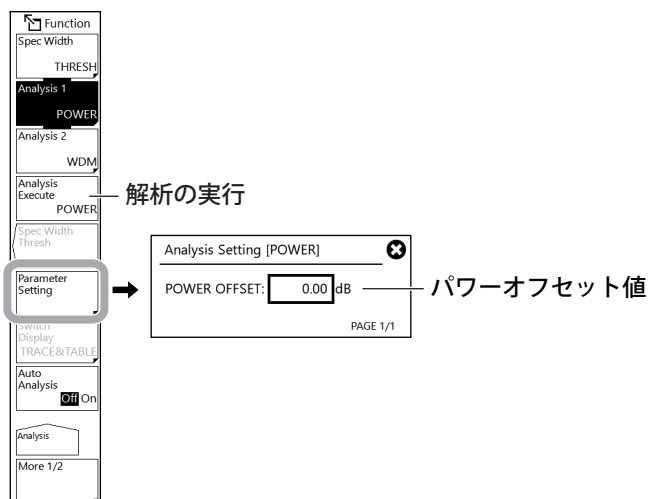 Function
Spec Width
THRESH
Analysis 1
POWER
Analysis 2
WDM
Analysis
Execute
POWER
解析の実行
Spec Width
Thresh
Parameter
Setting
Analysis Setting [POWER]
POWER OFFSET: 0.00 dB
パワーオフセット値
PAGE 1/1
Switch
Display
TRACE&TABLE
Auto
Analysis
Off On
Analysis
More 1/2